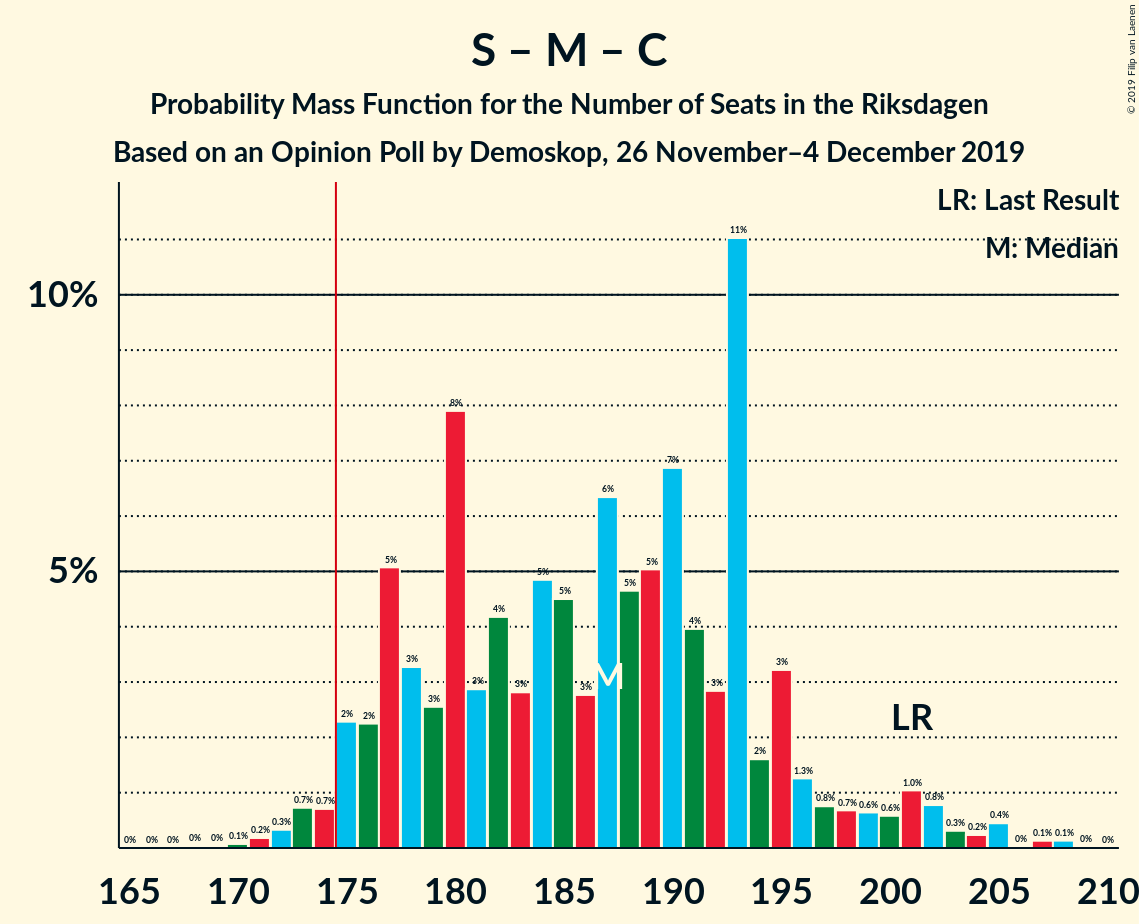 © 2019 Filip van Laenen
S – M – C
Probability Mass Function for the Number of Seats in the Riksdagen
Based on an Opinion Poll by Demoskop, 26 November–4 December 2019
LR: Last Result
M: Median
10%
5%
0% 0% 0% 0% 0% 0.1% 0.2% 0.3% 0.7% 0.7% 2% 2% 5% 3% 3% 8% 3% 4% 3% 5% 5% 3% 6% 5% 5% 7% 4% 3% 11% 2% 3% 1.3% 0.8% 0.7% 0.6% 0.6% 1.0% 0.8% 0.3% 0.2% 0.4% 0% 0.1% 0.1% 0% 0%
M
LR
165 170 175 180 185 190 195 200 205 210